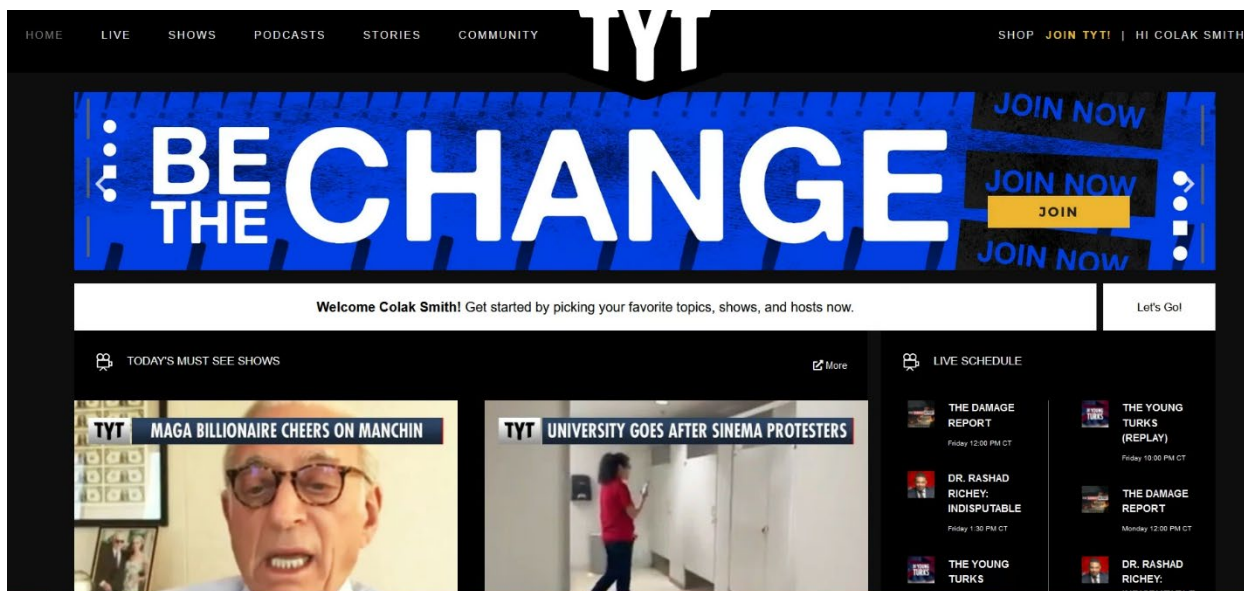 HOME LIVE SHOWS PODCASTS STORIES COMMUNITY
TYT
SHOP JOIN TYT! | HI COLAK SMITH
BE
THE
CHANGE
JOIN NOW
JOIN NOW
JOIN
JOIN NOW
Welcome Colak Smith! Get started by picking your favorite topics, shows, and hosts now.
Let's Go!
TODAY'S MUST SEE SHOWS
More
TYT MAGA BILLIONAIRE CHEERS ON MANCHIN
TYT UNIVERSITY GOES AFTER SINEMA PROTESTERS
LIVE SCHEDULE
THE DAMAGE
REPORT
Friday 12:00 PM CT
DR. RASHAD
RICHEY:
INDISPUTABLE
Friday 1:30 PM CT
THE YOUNG
TURKS
THE YOUNG
TURKS
(REPLAY)
Friday 10:00 PM CT
THE DAMAGE
REPORT
Monday 12:00 PM CT
DR. RASHAD
RICHEY: